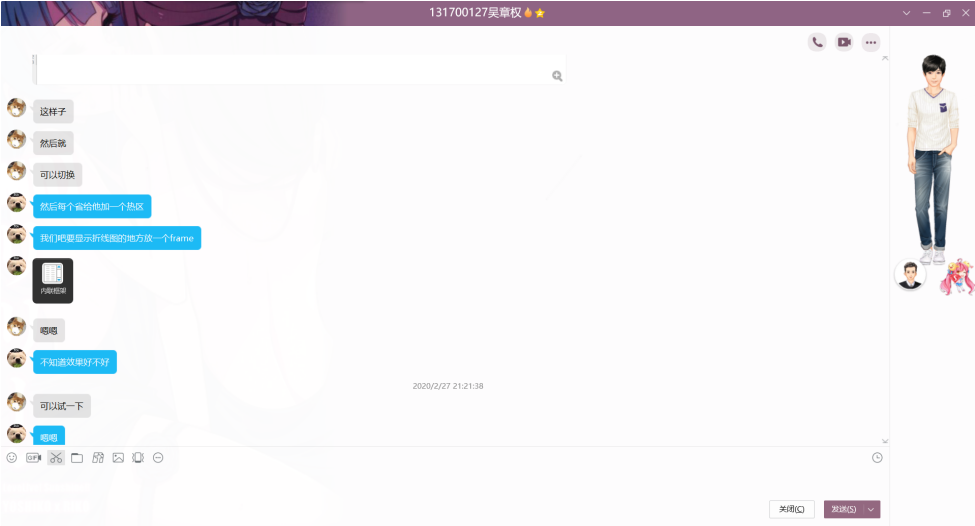 131700127吴章权
这样子
然后就
可以切换
然后每个省给他加一个热区
我们吧要显示折线图的地方放一个frame
内联框架
嗯嗯
不知道效果好不好
2020/2/27 21:21:38
可以试一下
嗯嗯
GIF
关闭(C)
发送(S)